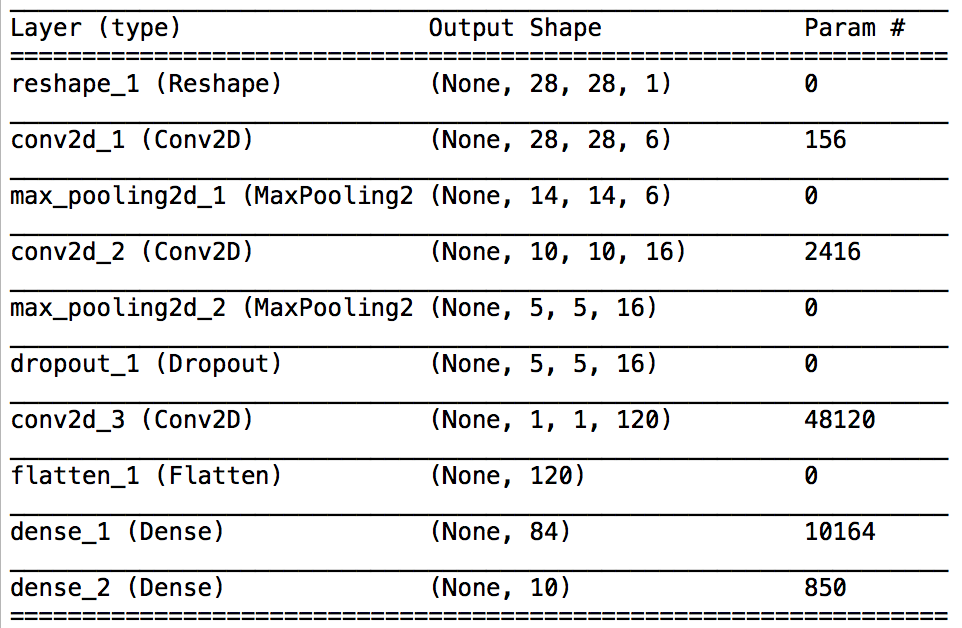 Layer (type) Output Shape Param #
=================================================================
reshape_1 (Reshape) (None, 28, 28, 1) 0
conv2d_1 (Conv2D) (None, 28, 28, 6) 156
max_pooling2d_1 (MaxPooling2 (None, 14, 14, 6) 0
conv2d_2 (Conv2D) (None, 10, 10, 16) 2416
max_pooling2d_2 (MaxPooling2 (None, 5, 5, 16) 0
dropout_1 (Dropout) (None, 5, 5, 16) 0
conv2d_3 (Conv2D) (None, 1, 1, 120) 48120
flatten_1 (Flatten) (None, 120) 0
dense_1 (Dense) (None, 84) 10164
dense_2 (Dense) (None, 10) 850
=================================================================